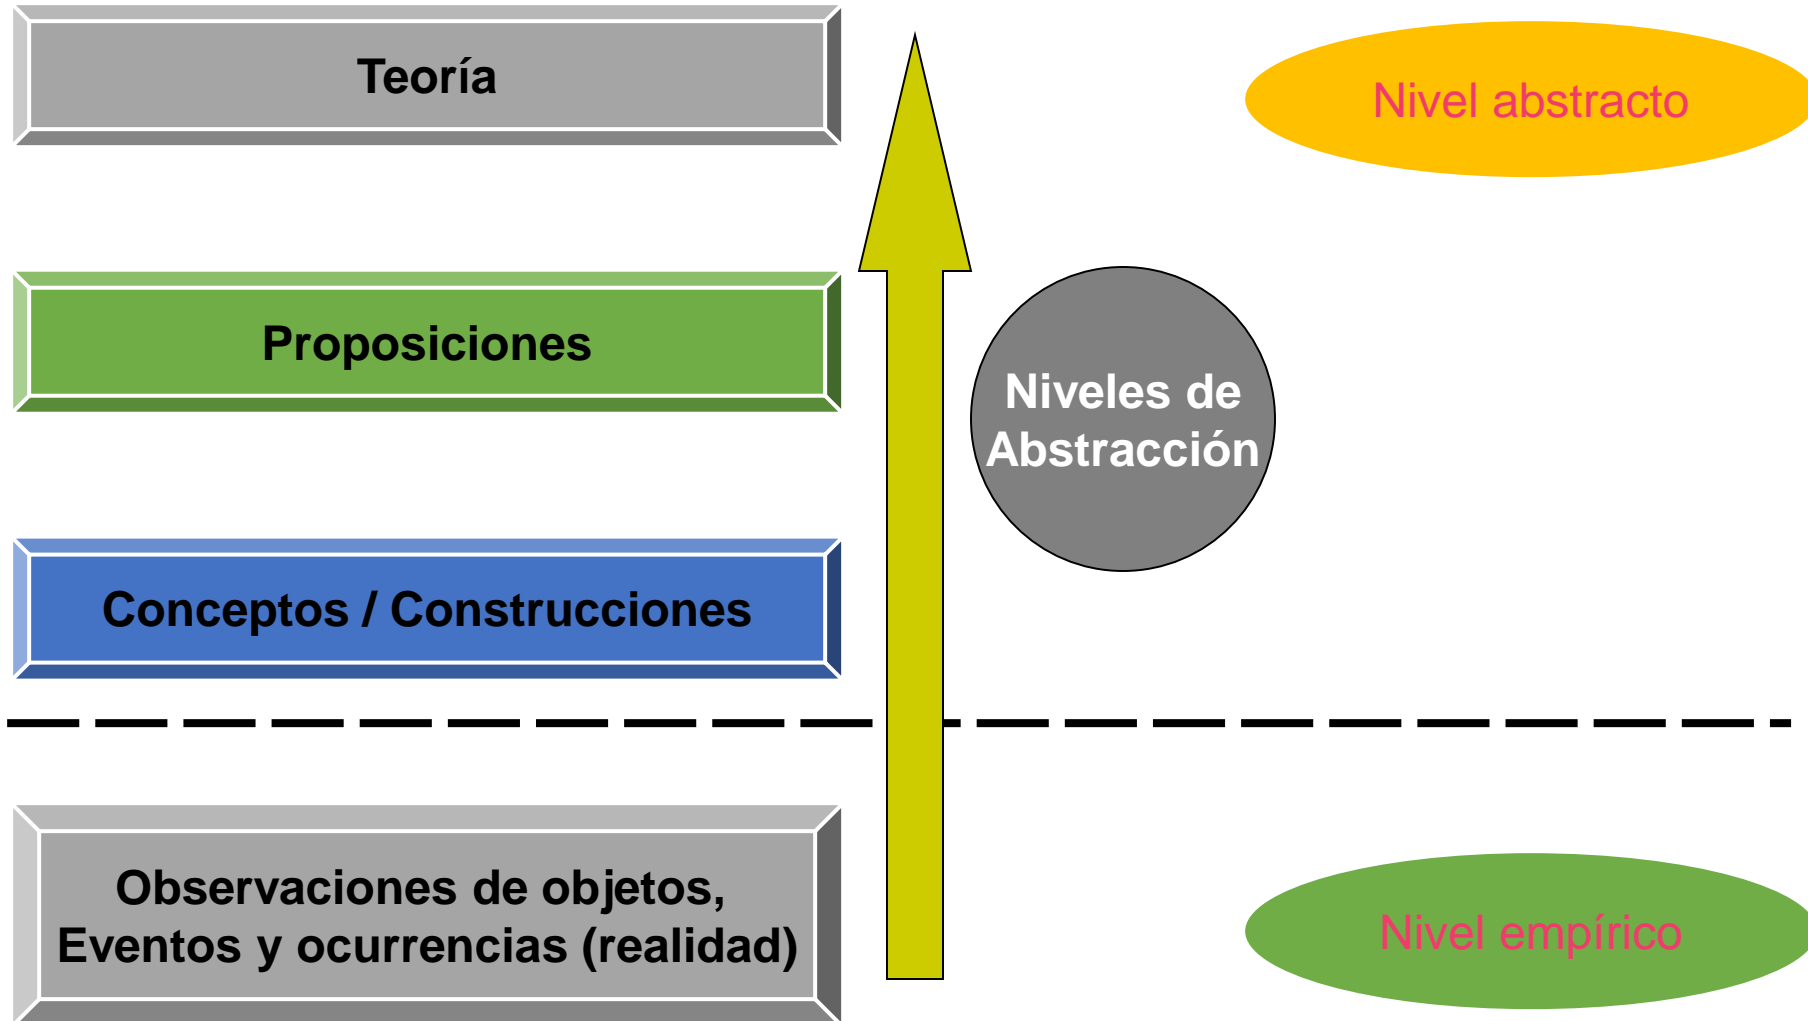 Teoría
Nivel abstracto
Proposiciones
Niveles de
Abstracción
Conceptos / Construcciones
Observaciones de objetos,
Eventos y ocurrencias (realidad)
Nivel empírico